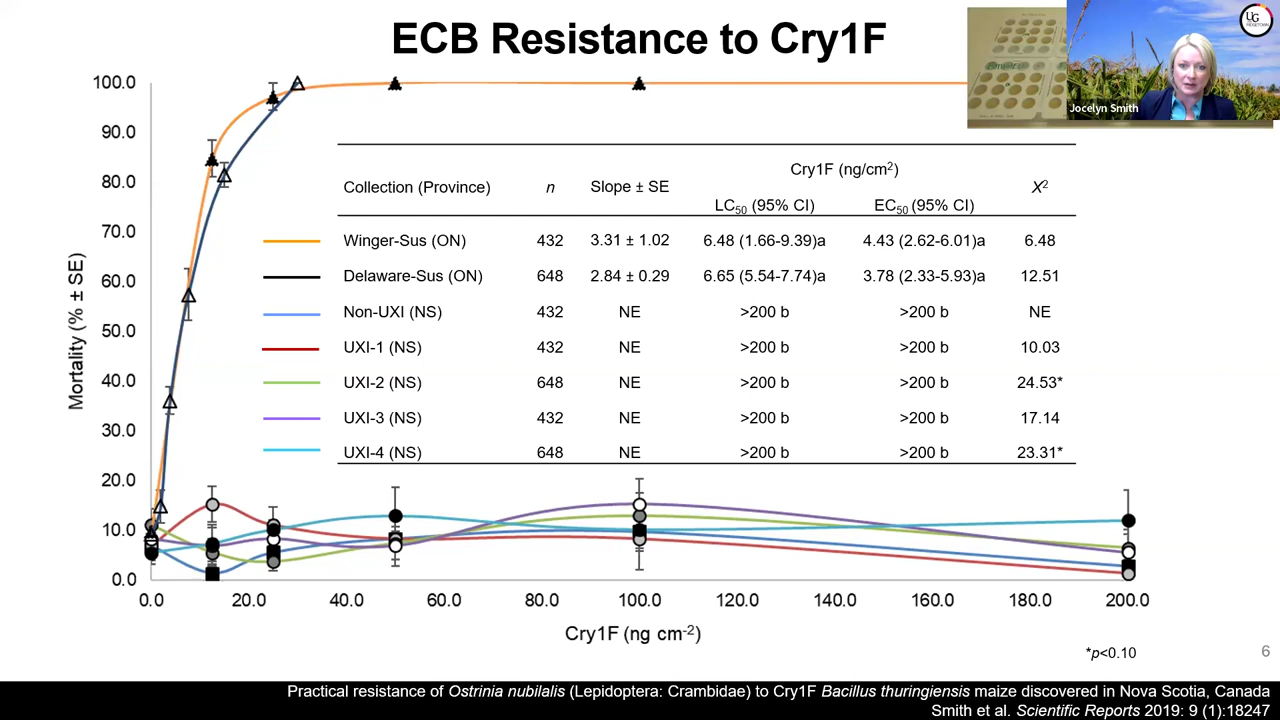 ECB Resistance to Cry1F
UG
RIDGETOWN
Jocelyn Smith
Mortality (% ± SE)
100.0
90.0
80.0
70.0
60.0
50.0
40.0
30.0
20.0
10.0
0.0
Collection (Province) n Slope ± SE Cry1F (ng/cm²) X²
LC₅₀ (95% CI) EC₅₀ (95% CI)
Winger-Sus (ON) 432 3.31 ± 1.02 6.48 (1.66-9.39)a 4.43 (2.62-6.01)a 6.48
Delaware-Sus (ON) 648 2.84 ± 0.29 6.65 (5.54-7.74)a 3.78 (2.33-5.93)a 12.51
Non-UXI (NS) 432 NE >200 b >200 b NE
UXI-1 (NS) 432 NE >200 b >200 b 10.03
UXI-2 (NS) 648 NE >200 b >200 b 24.53*
UXI-3 (NS) 432 NE >200 b >200 b 17.14
UXI-4 (NS) 648 NE >200 b >200 b 23.31*
0.0 20.0 40.0 60.0 80.0 100.0 120.0 140.0 160.0 180.0 200.0
Cry1F (ng cm⁻²)
*p<0.10
6
Practical resistance of Ostrinia nubilalis (Lepidoptera: Crambidae) to Cry1F Bacillus thuringiensis maize discovered in Nova Scotia, Canada
Smith et al. Scientific Reports 2019: 9 (1):18247